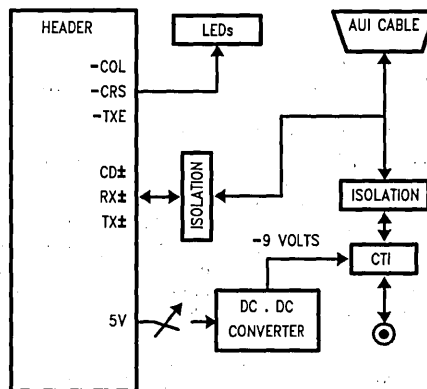 HEADER
LEDs
AUI CABLE
-COL
-CRS
-TXE
CD±
RX±
TX±
ISOLATION
ISOLATION
-9 VOLTS
CTI
5V
DC . DC
CONVERTER